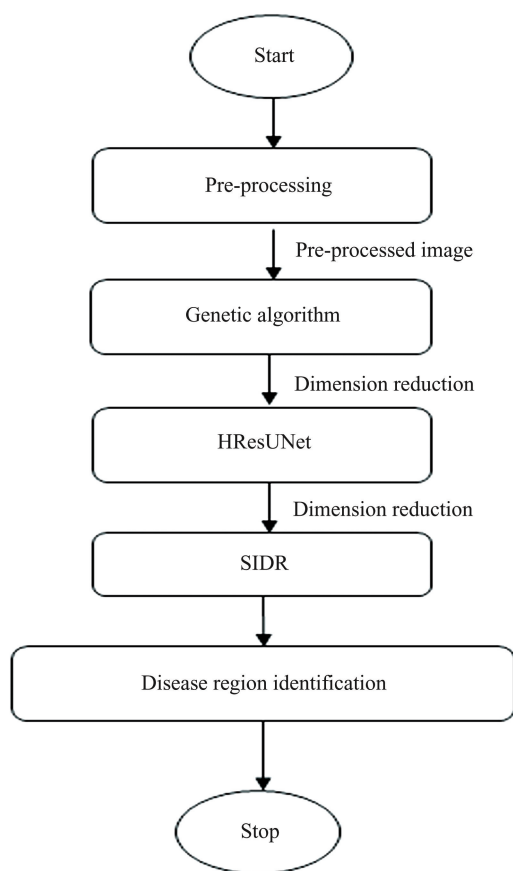 Start
Pre-processing
Pre-processed image
Genetic algorithm
Dimension reduction
HResUNet
Dimension reduction
SIDR
Disease region identification
Stop